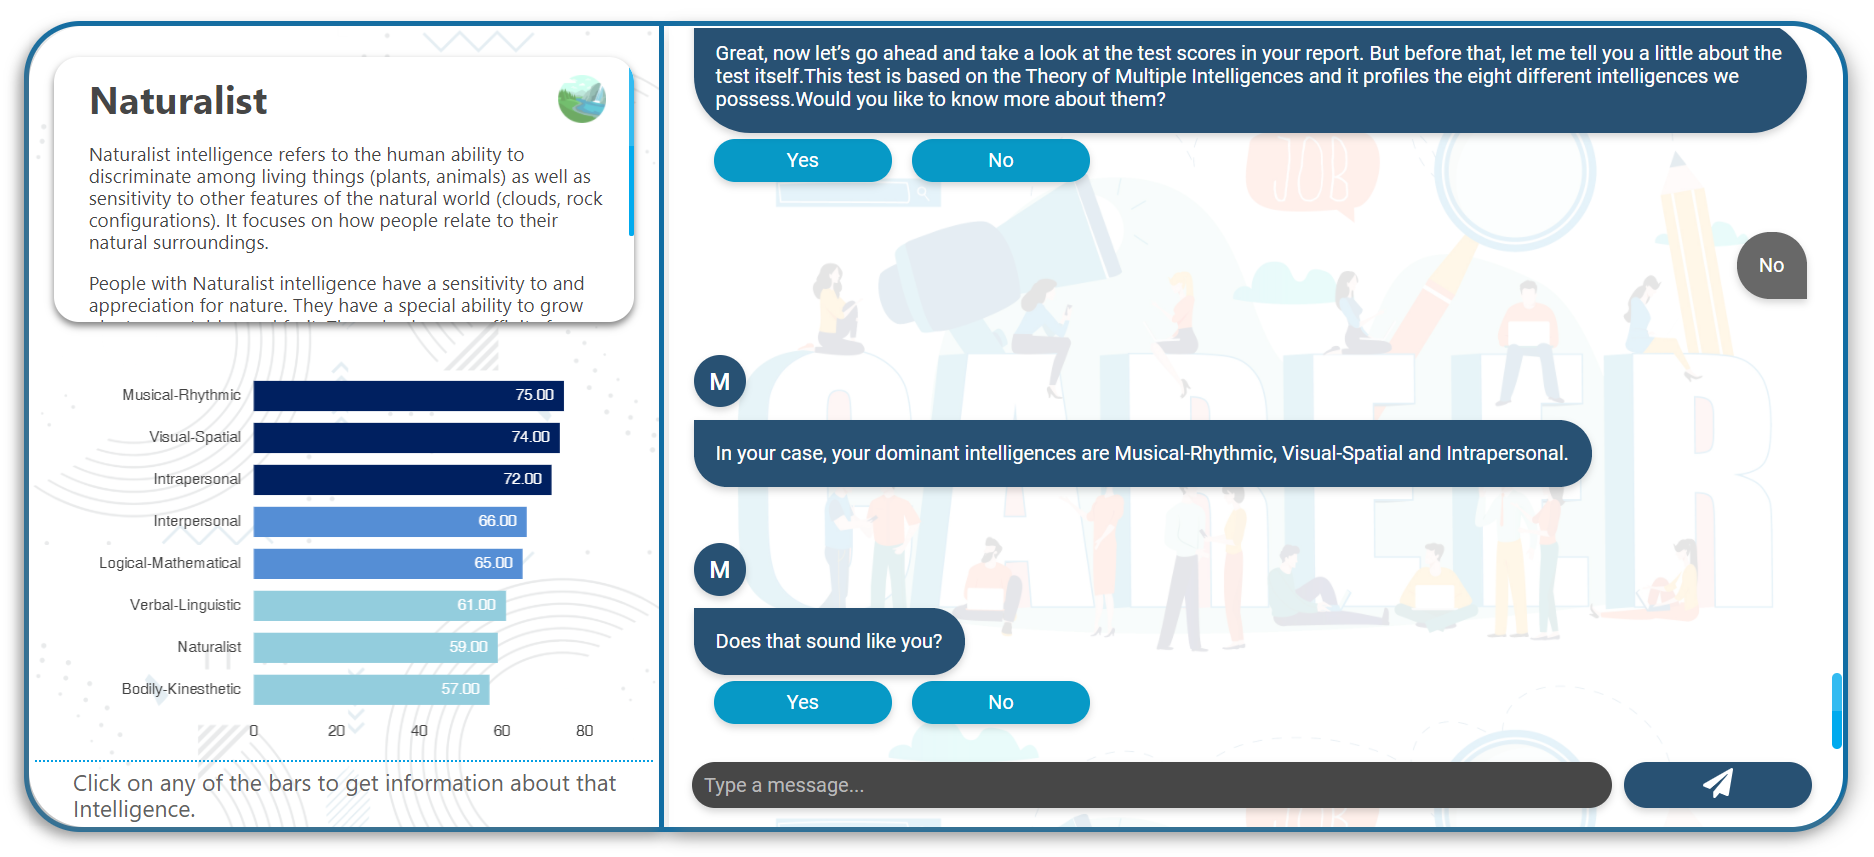 Naturalist
Naturalist intelligence refers to the human ability to
discriminate among living things (plants, animals) as well as
sensitivity to other features of the natural world (clouds, rock
configurations). It focuses on how people relate to their
natural surroundings.
People with Naturalist intelligence have a sensitivity to and
appreciation for nature. They have a special ability to grow
Musical-Rhythmic 75.00
Visual-Spatial 74.00
Intrapersonal 72.00
Interpersonal 66.00
Logical-Mathematical 65.00
Verbal-Linguistic 61.00
Naturalist 59.00
Bodily-Kinesthetic 57.00
0 20 40 60 80
Click on any of the bars to get information about that
Intelligence.
Great, now let’s go ahead and take a look at the test scores in your report. But before that, let me tell you a little about the
test itself.This test is based on the Theory of Multiple Intelligences and it profiles the eight different intelligences we
possess.Would you like to know more about them?
Yes No
JOB
No
CAREER
M
In your case, your dominant intelligences are Musical-Rhythmic, Visual-Spatial and Intrapersonal.
M
Does that sound like you?
Yes No
Type a message...